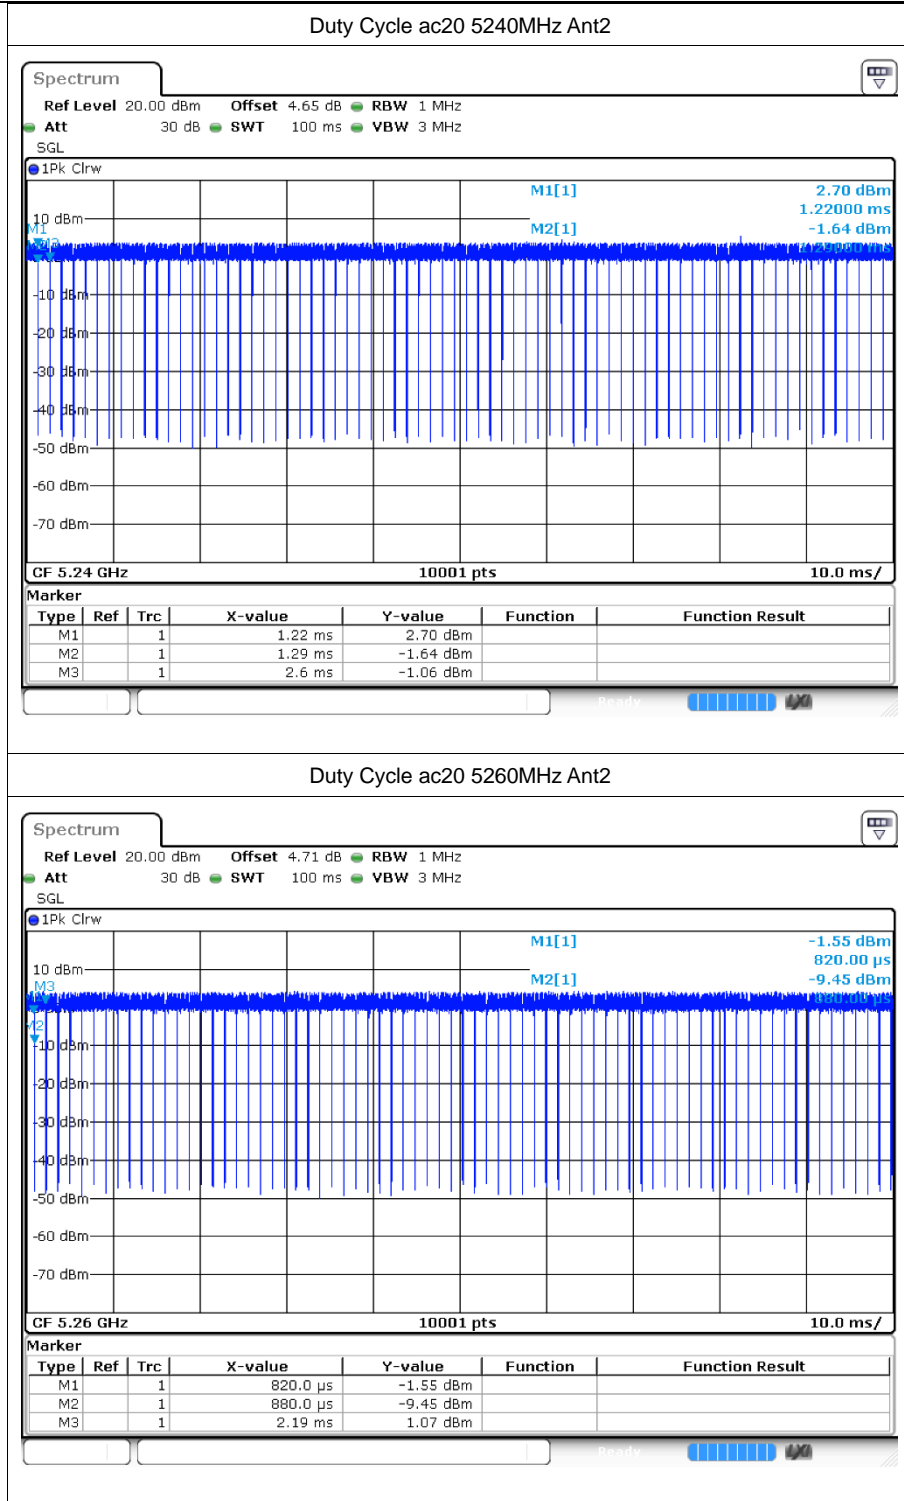 Duty Cycle ac20 5240MHz Ant2
Spectrum
Ref Level 20.00 dBm Offset 4.65 dB RBW 1 MHz
Att 30 dB SWT 100 ms VBW 3 MHz
SGL
1Pk Clrw
M1[1] 2.70 dBm
1.22000 ms
10 dBm
M1
M2[1] -1.64 dBm
-10 dBm
-20 dBm
-30 dBm
-40 dBm
-50 dBm
-60 dBm
-70 dBm
CF 5.24 GHz 10001 pts 10.0 ms/
Marker
Type Ref Trc X-value Y-value Function Function Result
M1 1 1.22 ms 2.70 dBm
M2 1 1.29 ms -1.64 dBm
M3 1 2.6 ms -1.06 dBm
Ready
Duty Cycle ac20 5260MHz Ant2
Spectrum
Ref Level 20.00 dBm Offset 4.71 dB RBW 1 MHz
Att 30 dB SWT 100 ms VBW 3 MHz
SGL
1Pk Clrw
M1[1] -1.55 dBm
820.00 µs
10 dBm
M3
M2[1] -9.45 dBm
880.00 µs
M2
-10 dBm
-20 dBm
-30 dBm
-40 dBm
-50 dBm
-60 dBm
-70 dBm
CF 5.26 GHz 10001 pts 10.0 ms/
Marker
Type Ref Trc X-value Y-value Function Function Result
M1 1 820.0 µs -1.55 dBm
M2 1 880.0 µs -9.45 dBm
M3 1 2.19 ms 1.07 dBm
Ready